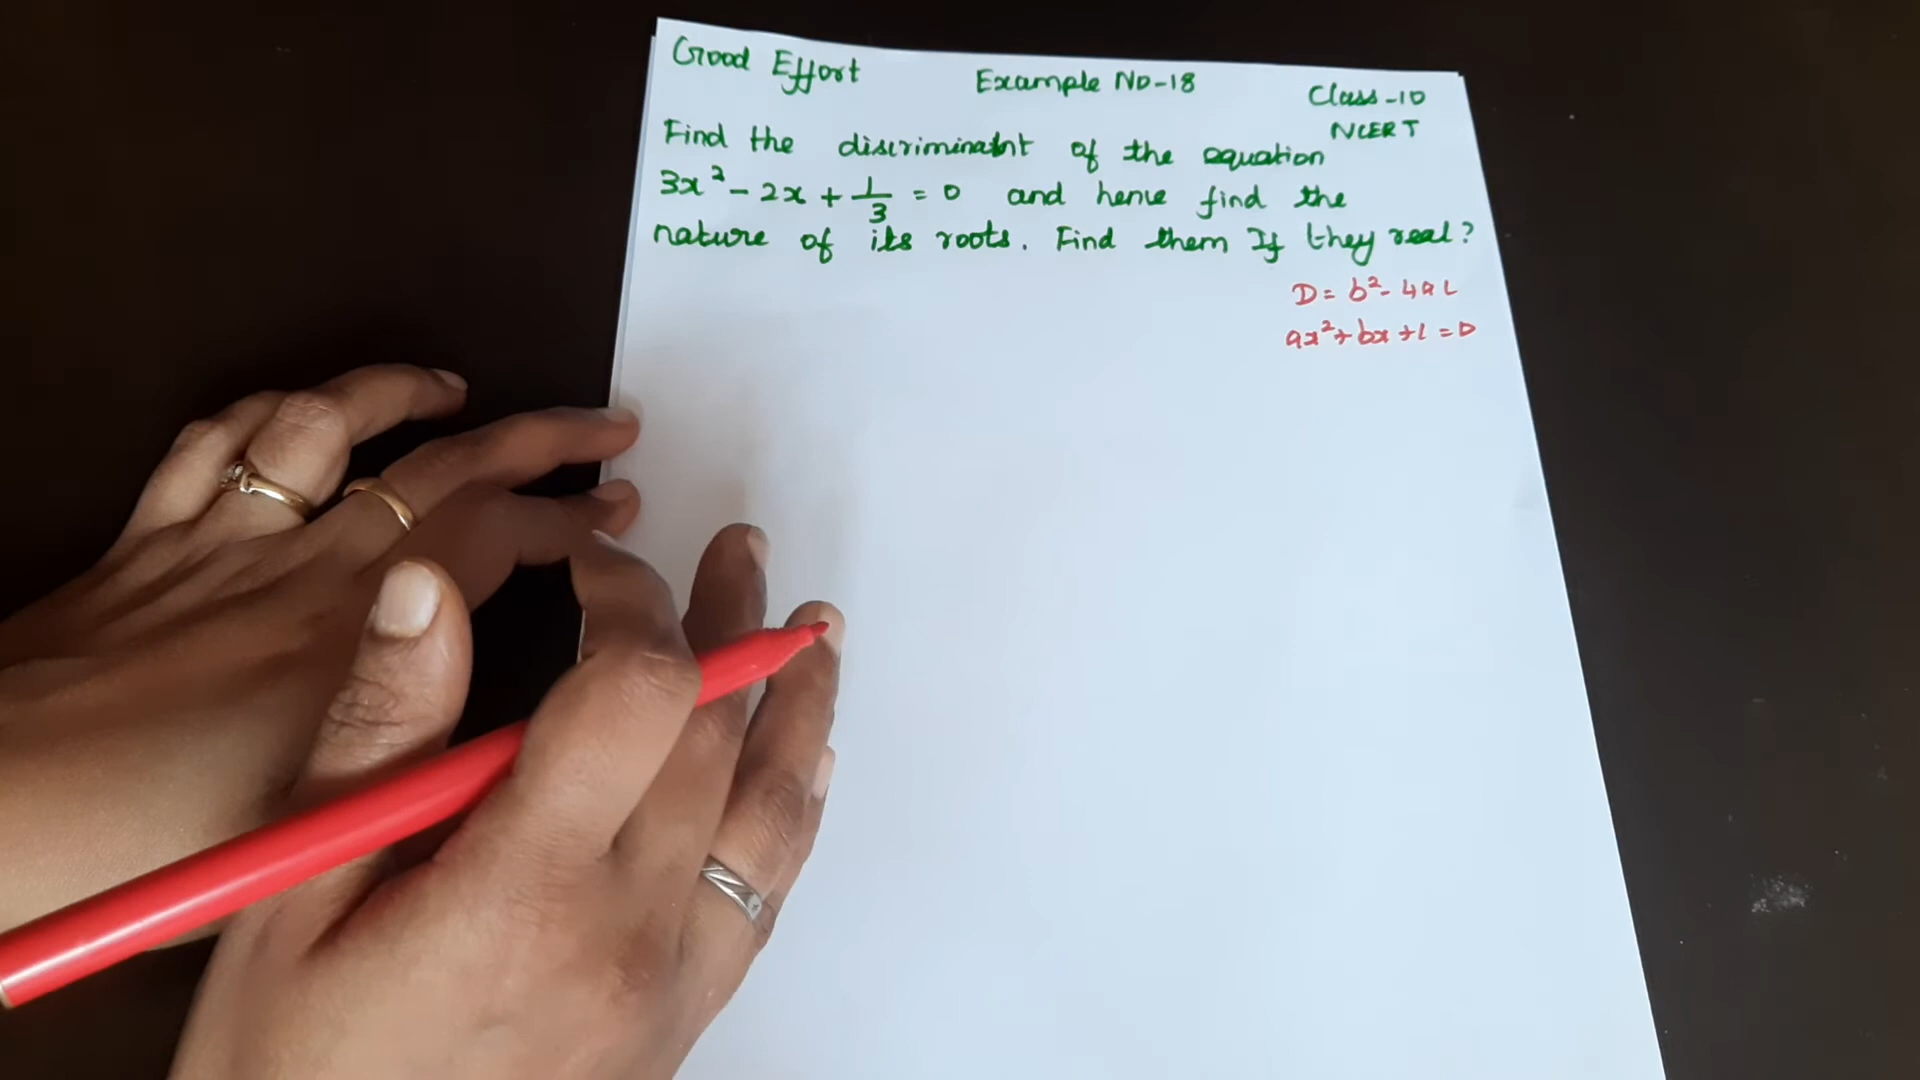 Good Effort Example No-18 Class-10
NCERT
Find the discriminant of the equation
3x² - 2x + 1/3 = 0 and hence find the
nature of its roots. Find them If they real?
D = b² - 4ac
ax² + bx + c = 0